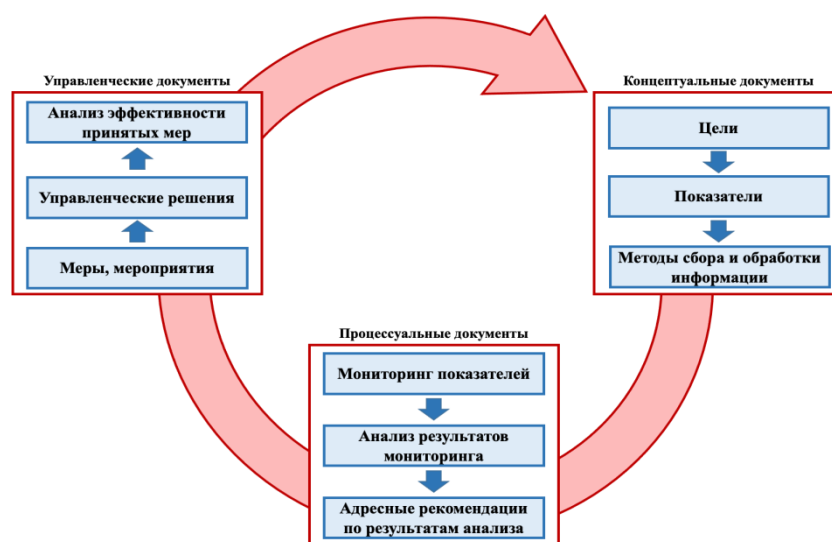 Управленческие документы
Анализ эффективности
принятых мер
Управленческие решения
Меры, мероприятия
Концептуальные документы
Цели
Показатели
Методы сбора и обработки
информации
Процессуальные документы
Мониторинг показателей
Анализ результатов
мониторинга
Адресные рекомендации
по результатам анализа